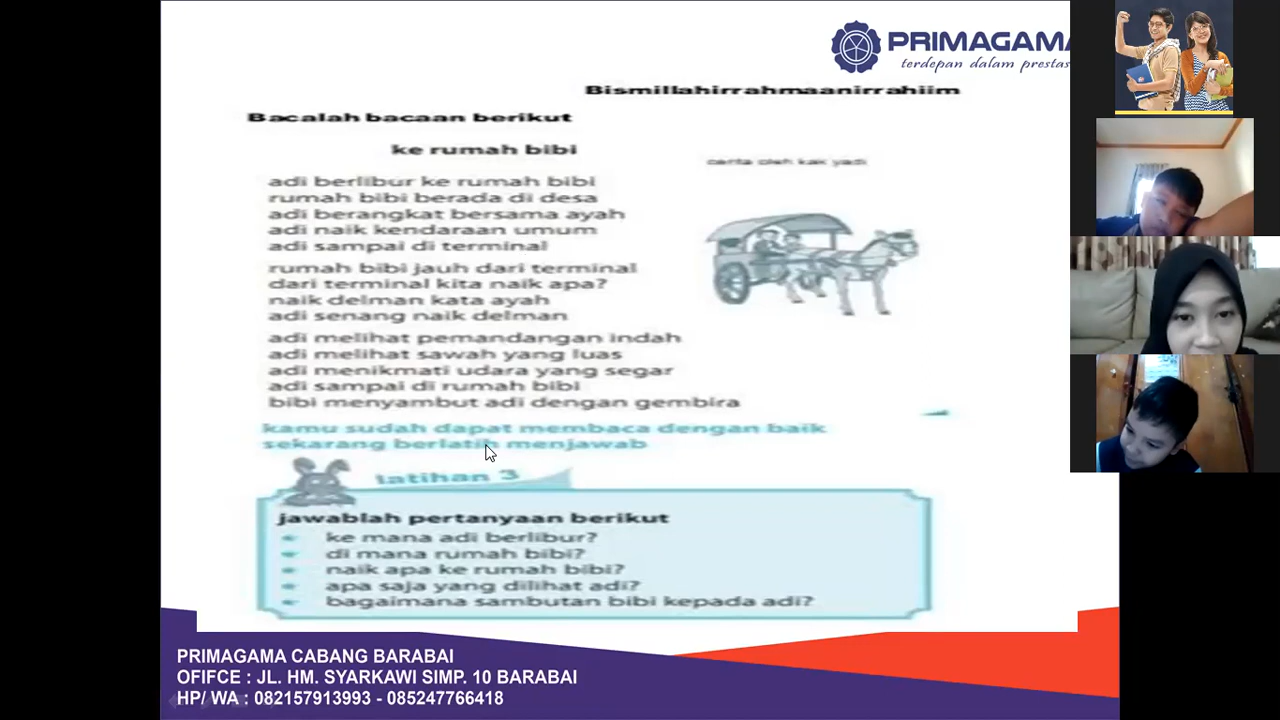 PRIMAGAMA
terdepan dalam prestas
Bismillahirrahmaanirrahiim
Bacalah bacaan berikut
ke rumah bibi
cerita oleh kak yadi
adi berlibur ke rumah bibi
rumah bibi berada di desa
adi berangkat bersama ayah
adi naik kendaraan umum
adi sampai di terminal
rumah bibi jauh dari terminal
dari terminal kita naik apa?
naik delman kata ayah
adi senang naik delman
adi melihat pemandangan indah
adi melihat sawah yang luas
adi menikmati udara yang segar
adi sampai di rumah bibi
bibi menyambut adi dengan gembira
kamu sudah dapat membaca dengan baik
sekarang berlatih menjawab
latihan 3
jawablah pertanyaan berikut
ke mana adi berlibur?
di mana rumah bibi?
naik apa ke rumah bibi?
apa saja yang dilihat adi?
bagaimana sambutan bibi kepada adi?
PRIMAGAMA CABANG BARABAI
OFIFCE : JL. HM. SYARKAWI SIMP. 10 BARABAI
HP/ WA : 082157913993 - 085247766418